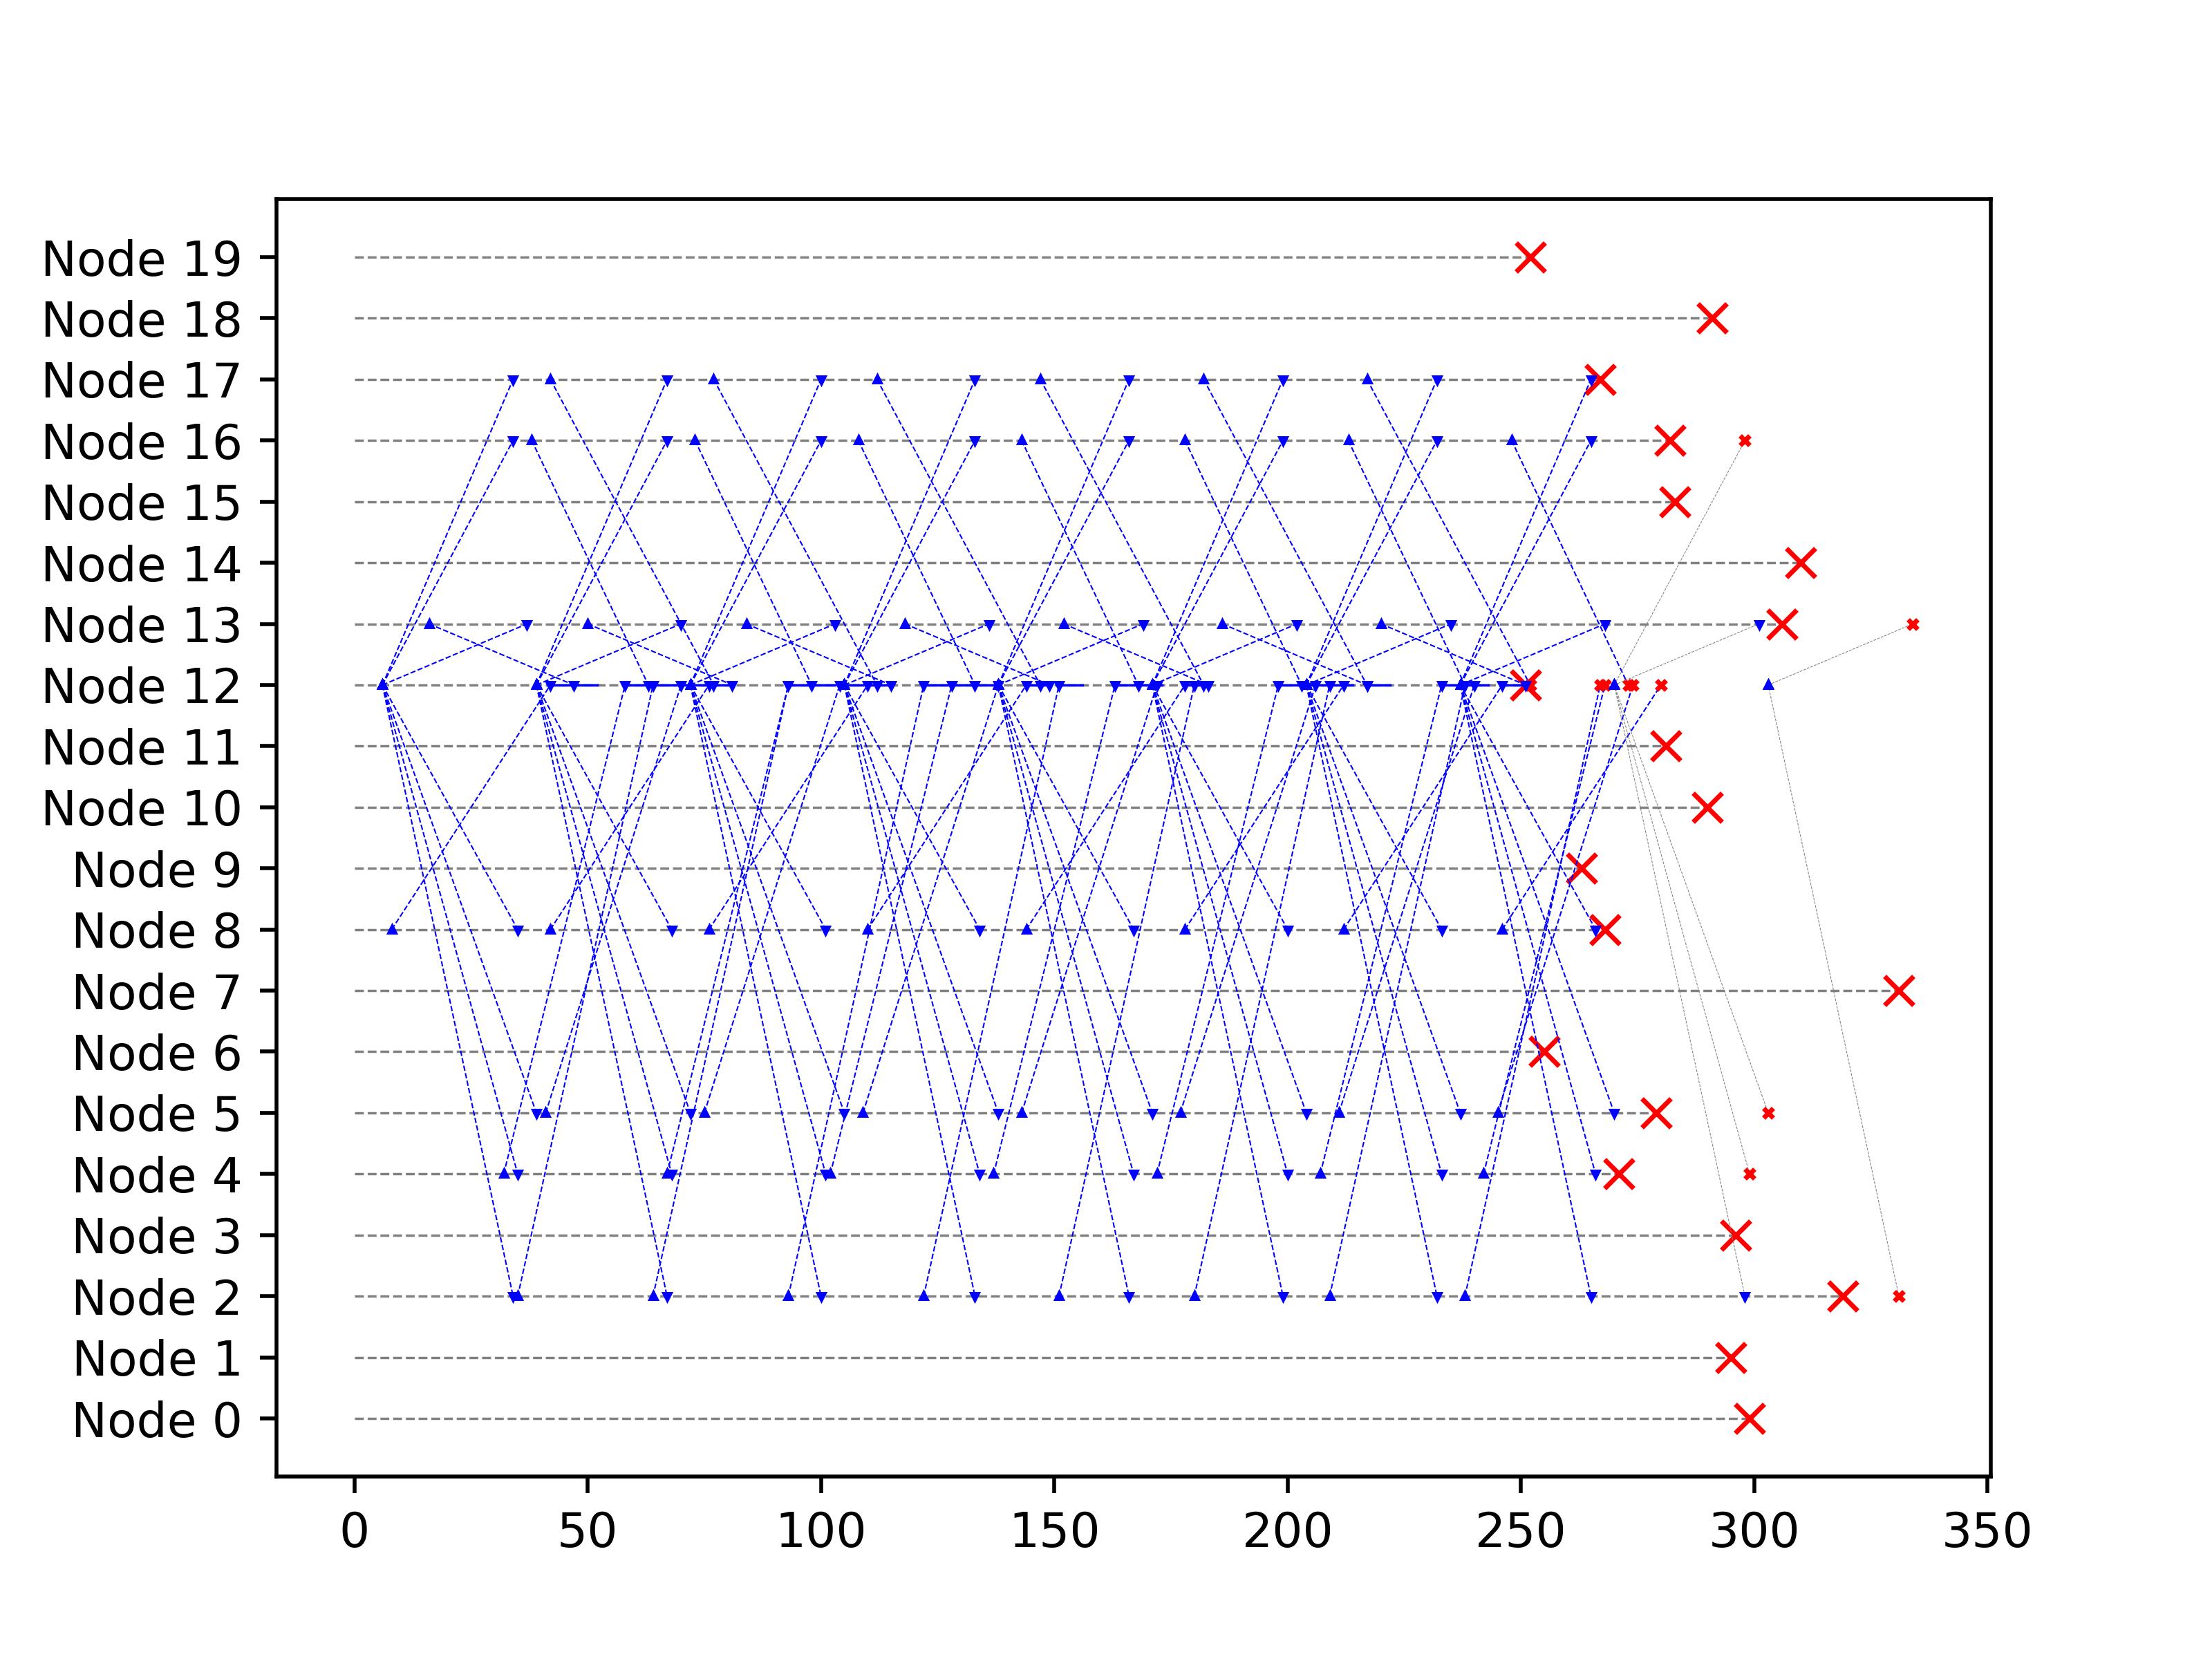 Node 19
Node 18
Node 17
Node 16
Node 15
Node 14
Node 13
Node 12
Node 11
Node 10
Node 9
Node 8
Node 7
Node 6
Node 5
Node 4
Node 3
Node 2
Node 1
Node 0
0 50 100 150 200 250 300 350